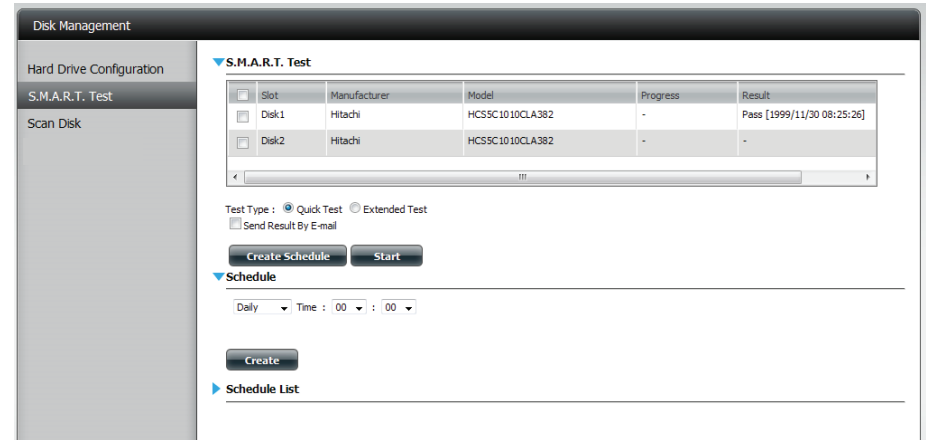 Disk Management
Hard Drive Configuration
S.M.A.R.T. Test
Scan Disk
S.M.A.R.T. Test
Slot Manufacturer Model Progress Result
Disk1 Hitachi HCS5C1010CLA382 - Pass [1999/11/30 08:25:26]
Disk2 Hitachi HCS5C1010CLA382 - -
Test Type : Quick Test Extended Test
Send Result By E-mail
Create Schedule Start
Schedule
Daily Time : 00 : 00
Create
Schedule List